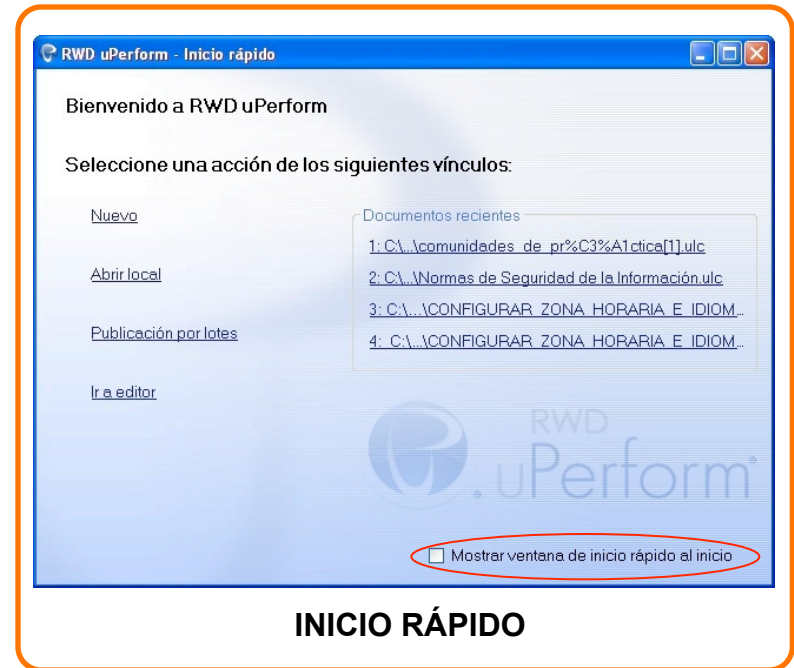 RWD uPerform - Inicio rápido
Bienvenido a RWD uPerform
Seleccione una acción de los siguientes vínculos:
Nuevo
Abrir local
Publicación por lotes
Ir a editor
Documentos recientes
1: C:\...\comunidades_de_pr%C3%A1ctica[1].ulc
2: C:\...\Normas de Seguridad de la Información.ulc
3: C:\...\CONFIGURAR_ZONA_HORARIA_E_IDIOM...
4: C:\...\CONFIGURAR_ZONA_HORARIA_E_IDIOM...
RWD
uPerform®
Mostrar ventana de inicio rápido al inicio
INICIO RÁPIDO